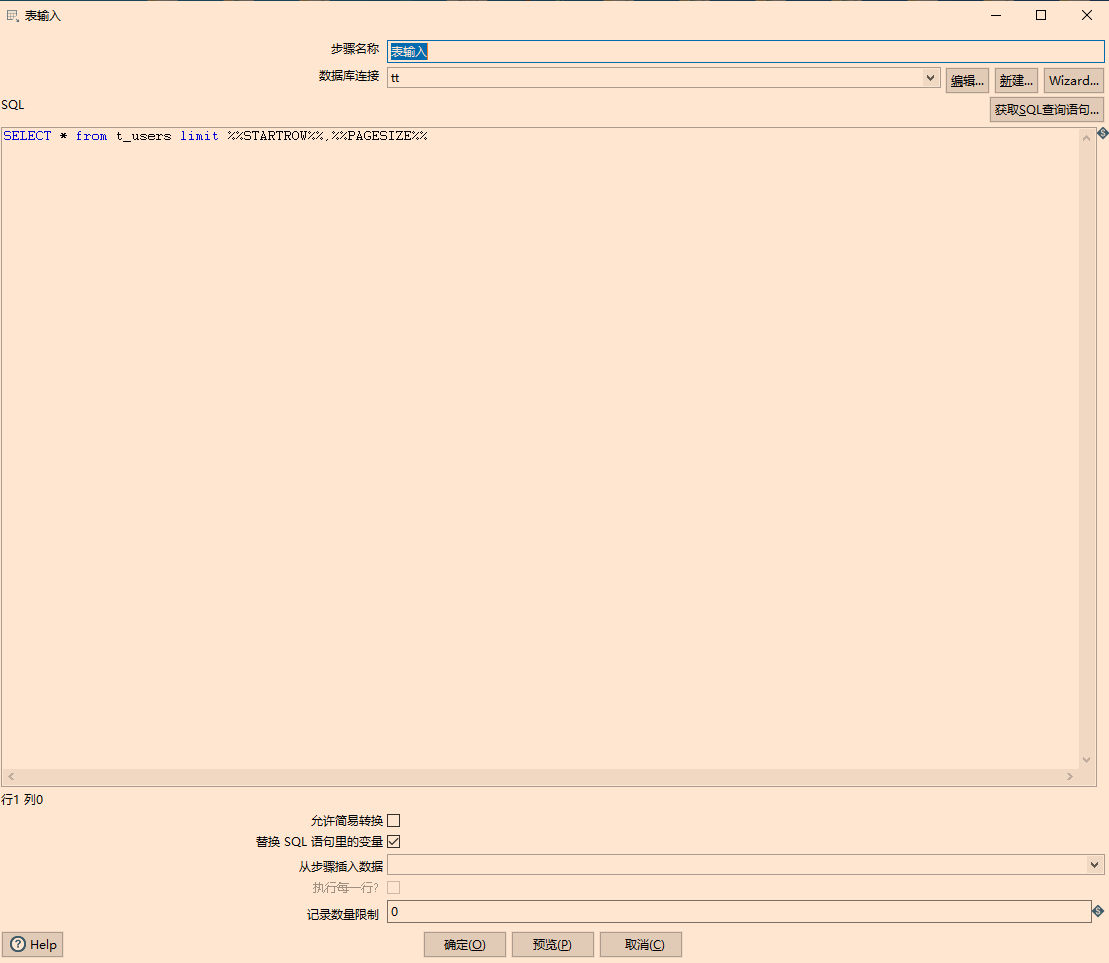 表输入
步骤名称 表输入
数据库连接 tt 编辑... 新建... Wizard...
SQL 获取SQL查询语句...
SELECT * from t_users limit %%STARTROW%%,%%PAGESIZE%%
行1 列0
允许简易转换
替换 SQL 语句里的变量
从步骤插入数据
执行每一行?
记录数量限制 0
Help 确定(O) 预览(P) 取消(C)